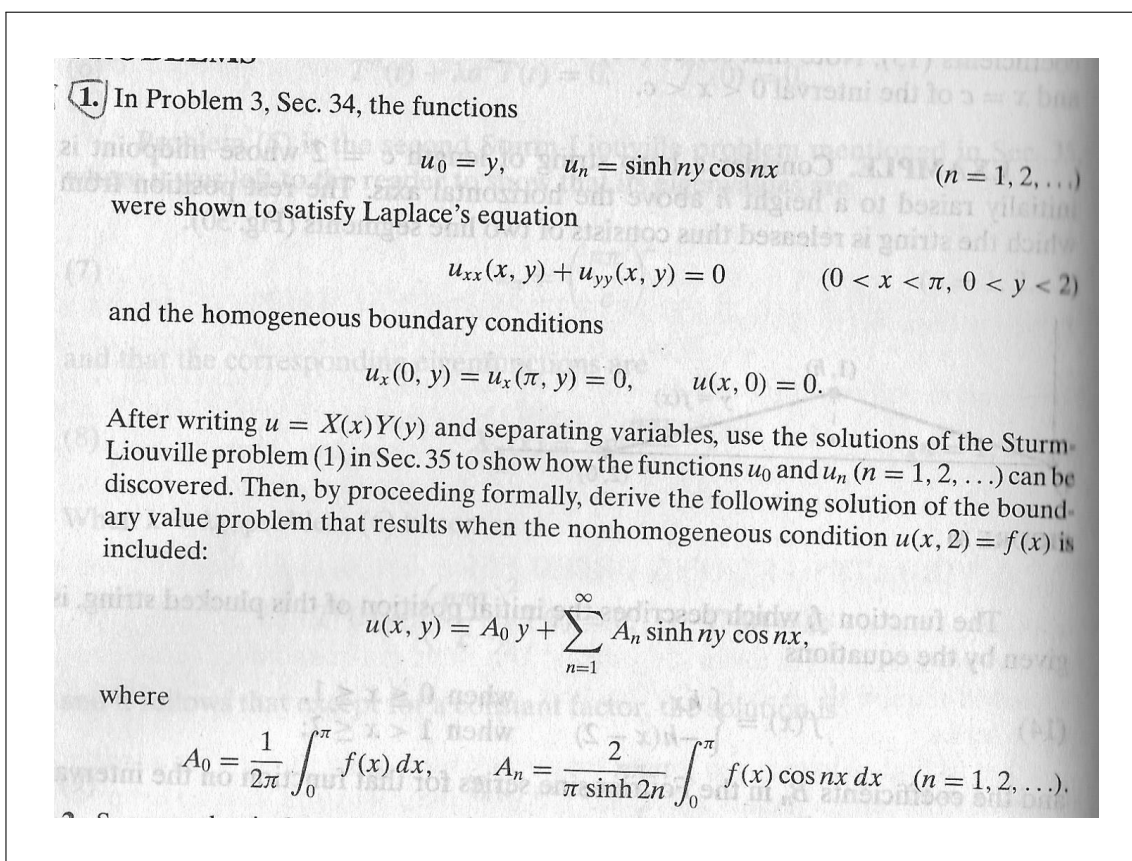 1. In Problem 3, Sec. 34, the functions
u₀ = y, uₙ = sinh ny cos nx (n = 1, 2, . . .)
were shown to satisfy Laplace’s equation
uₓₓ(x, y) + u_yy(x, y) = 0 (0 < x < π, 0 < y < 2)
and the homogeneous boundary conditions
uₓ(0, y) = uₓ(π, y) = 0, u(x, 0) = 0.
After writing u = X(x)Y(y) and separating variables, use the solutions of the Sturm-
Liouville problem (1) in Sec. 35 to show how the functions u₀ and uₙ (n = 1, 2, . . .) can be
discovered. Then, by proceeding formally, derive the following solution of the bound-
ary value problem that results when the nonhomogeneous condition u(x, 2) = f(x) is
included:
u(x, y) = A₀ y + ∑_{n=1}^{∞} Aₙ sinh ny cos nx,
where
A₀ = 1/(2π) ∫₀^π f(x) dx, Aₙ = 2/(π sinh 2n) ∫₀^π f(x) cos nx dx (n = 1, 2, . . .).